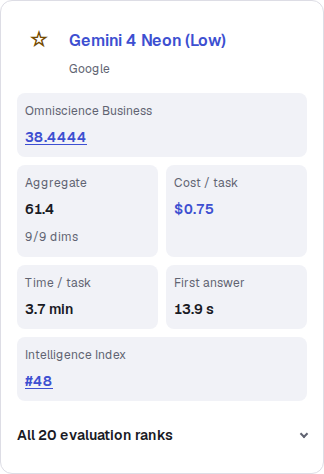 Gemini 4 Neon (Low)
Google
Omniscience Business
38.4444
Aggregate
61.4
9/9 dims
Cost / task
$0.75
Time / task
3.7 min
First answer
13.9 s
Intelligence Index
#48
All 20 evaluation ranks